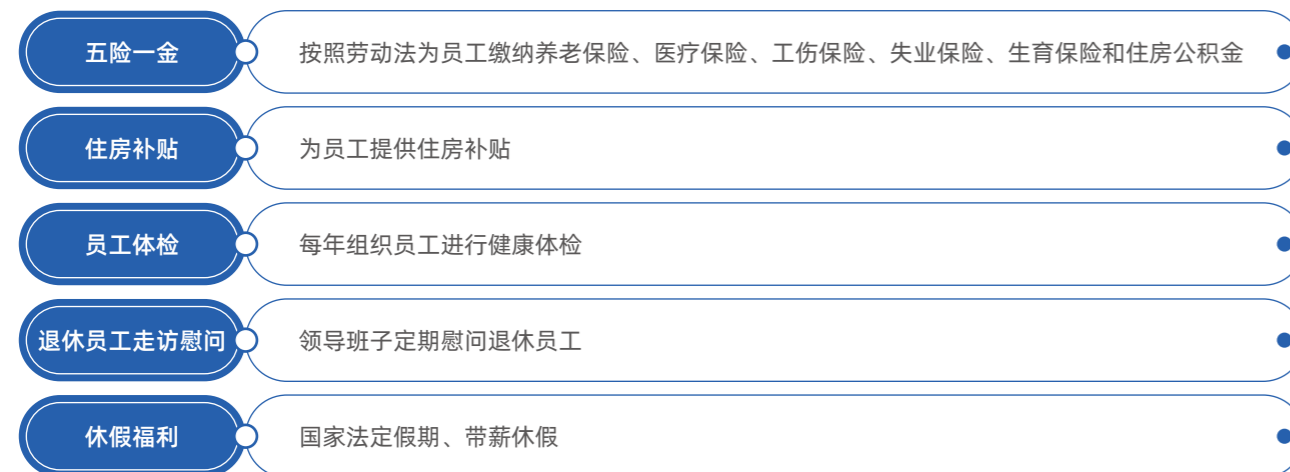 五险一金
按照劳动法为员工缴纳养老保险、医疗保险、工伤保险、失业保险、生育保险和住房公积金
住房补贴
为员工提供住房补贴
员工体检
每年组织员工进行健康体检
退休员工走访慰问
领导班子定期慰问退休员工
休假福利
国家法定假期、带薪休假